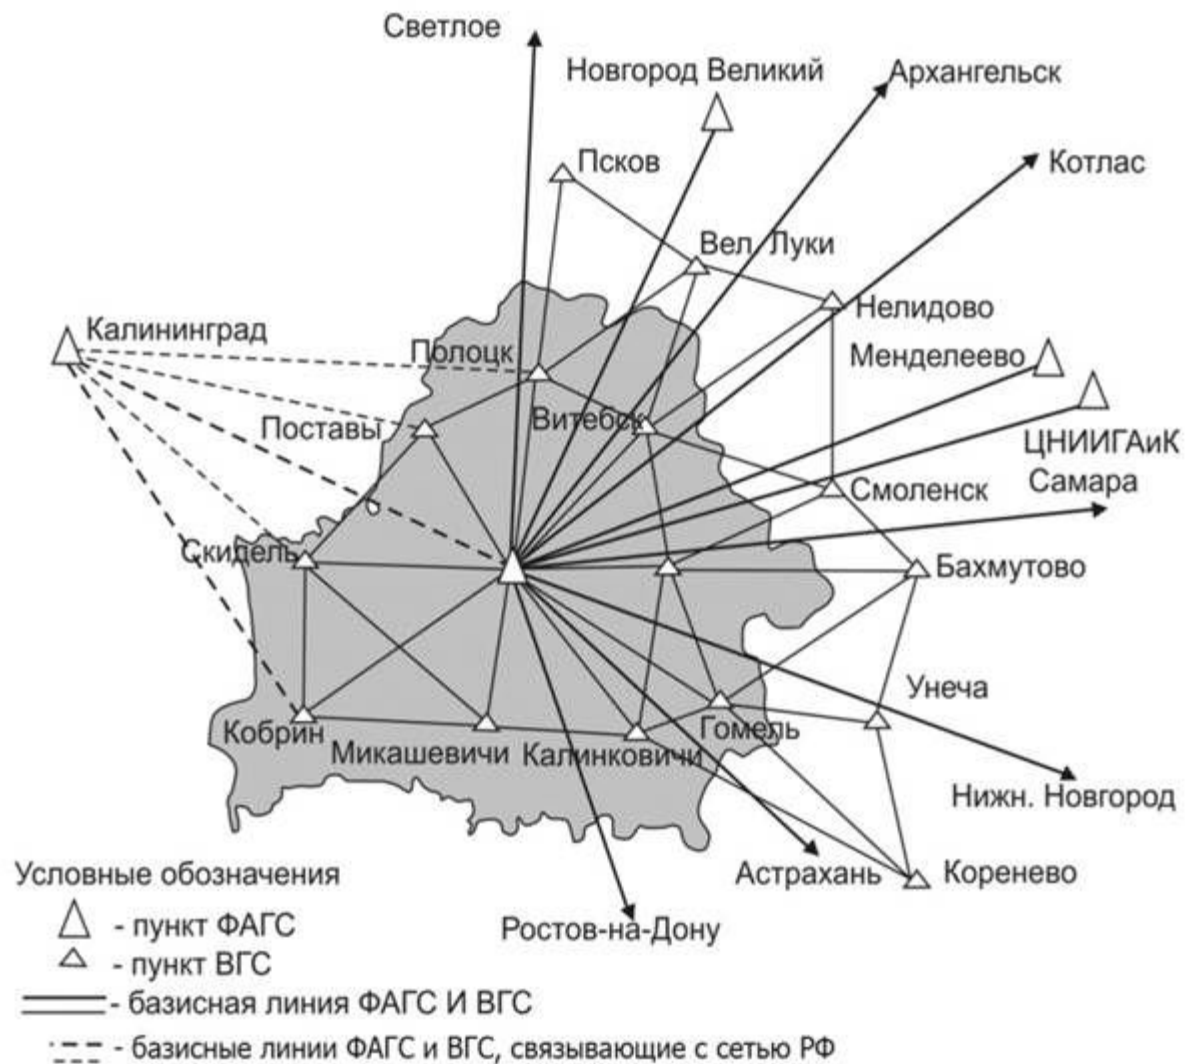 Светлое
Новгород Великий
Архангельск
Псков
Котлас
Вел. Луки
Нелидово
Калининград
Полоцк
Менделеево
Поставы
Витебск
ЦНИИГАиК
Самара
Смоленск
Скидель
Бахмутово
Унеча
Кобрин
Гомель
Микашевичи
Калинковичи
Нижн. Новгород
Астрахань
Коренево
Ростов-на-Дону
Условные обозначения
- пункт ФАГС
- пункт ВГС
- базисная линия ФАГС И ВГС
- базисные линии ФАГС и ВГС, связывающие с сетью РФ